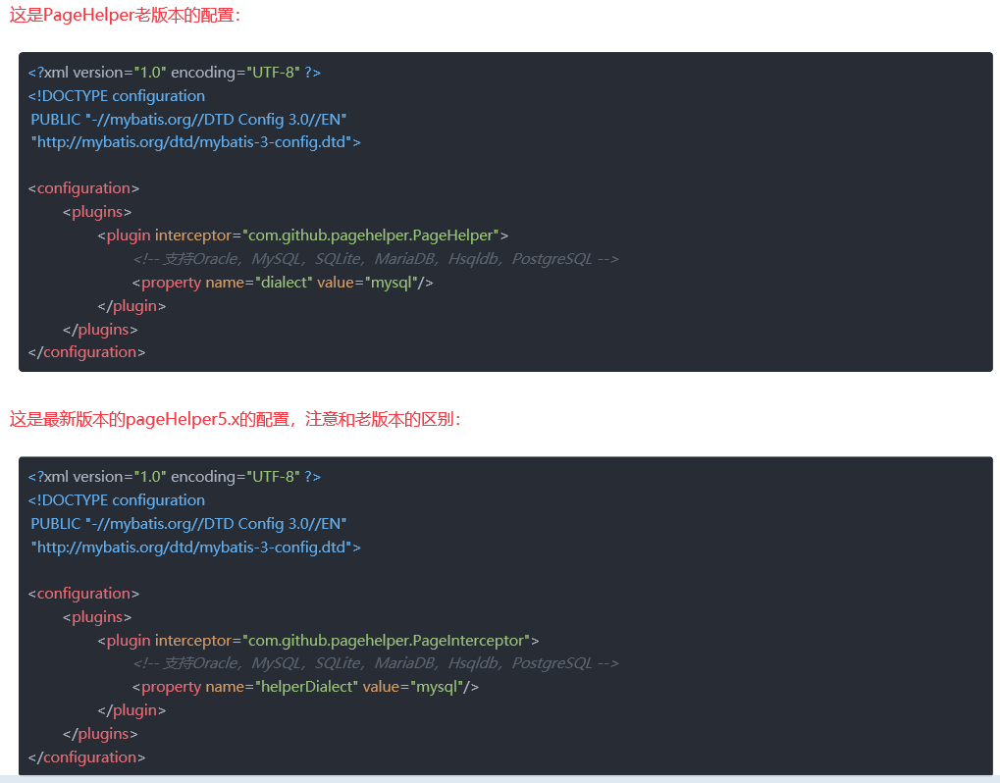 这是PageHelper老版本的配置：
<?xml version="1.0" encoding="UTF-8" ?>
<!DOCTYPE configuration
PUBLIC "-//mybatis.org//DTD Config 3.0//EN"
"http://mybatis.org/dtd/mybatis-3-config.dtd">
<configuration>
<plugins>
<plugin interceptor="com.github.pagehelper.PageHelper">
<!-- 支持Oracle，MySQL，SQLite，MariaDB，Hsqldb，PostgreSQL -->
<property name="dialect" value="mysql"/>
</plugin>
</plugins>
</configuration>
这是最新版本的pageHelper5.x的配置，注意和老版本的区别：
<?xml version="1.0" encoding="UTF-8" ?>
<!DOCTYPE configuration
PUBLIC "-//mybatis.org//DTD Config 3.0//EN"
"http://mybatis.org/dtd/mybatis-3-config.dtd">
<configuration>
<plugins>
<plugin interceptor="com.github.pagehelper.PageInterceptor">
<!-- 支持Oracle，MySQL，SQLite，MariaDB，Hsqldb，PostgreSQL -->
<property name="helperDialect" value="mysql"/>
</plugin>
</plugins>
</configuration>